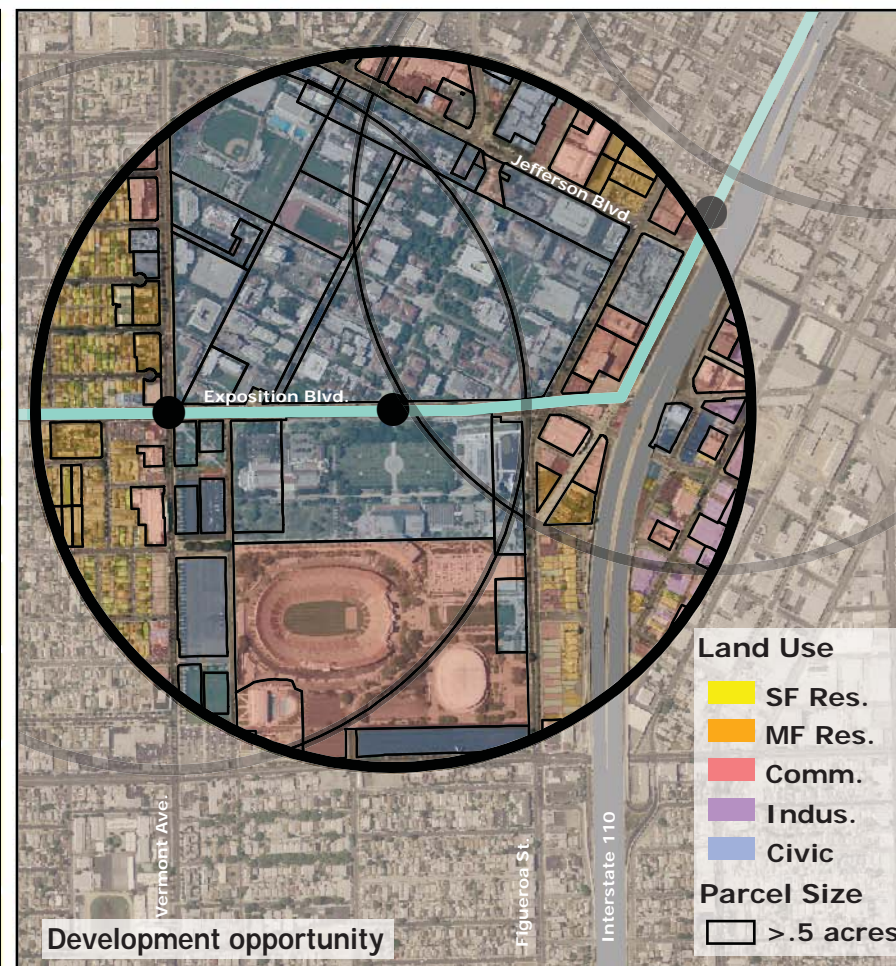 Jefferson Blvd.
Exposition Blvd.
Vermont Ave.
Figueroa St.
Interstate 110
Development opportunity
Land Use
SF Res.
MF Res.
Comm.
Indus.
Civic
Parcel Size
>.5 acres